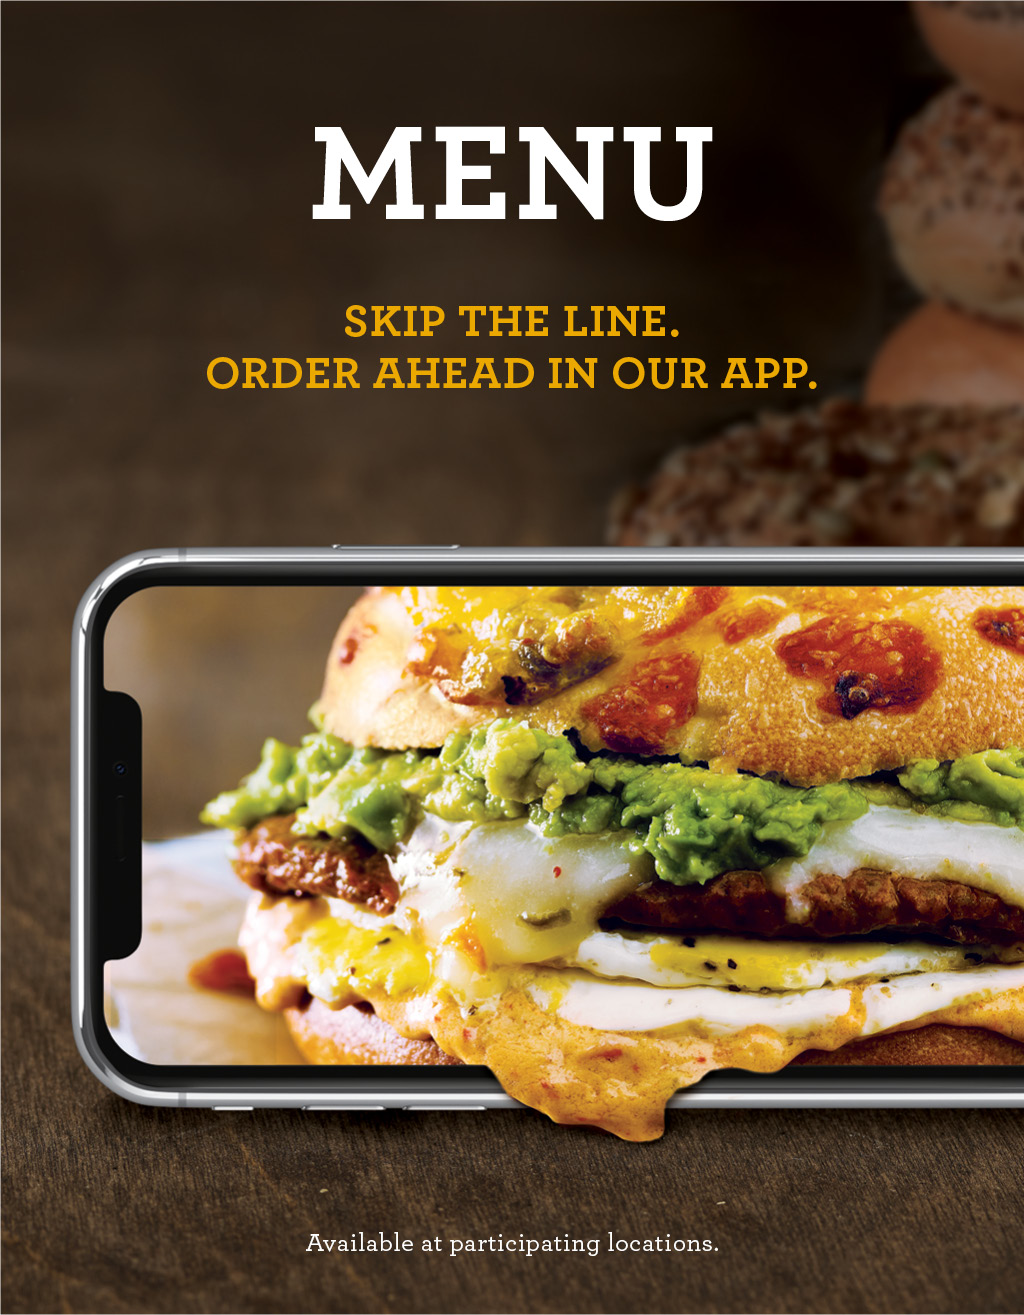 MENU
SKIP THE LINE.
ORDER AHEAD IN OUR APP.
Available at participating locations.